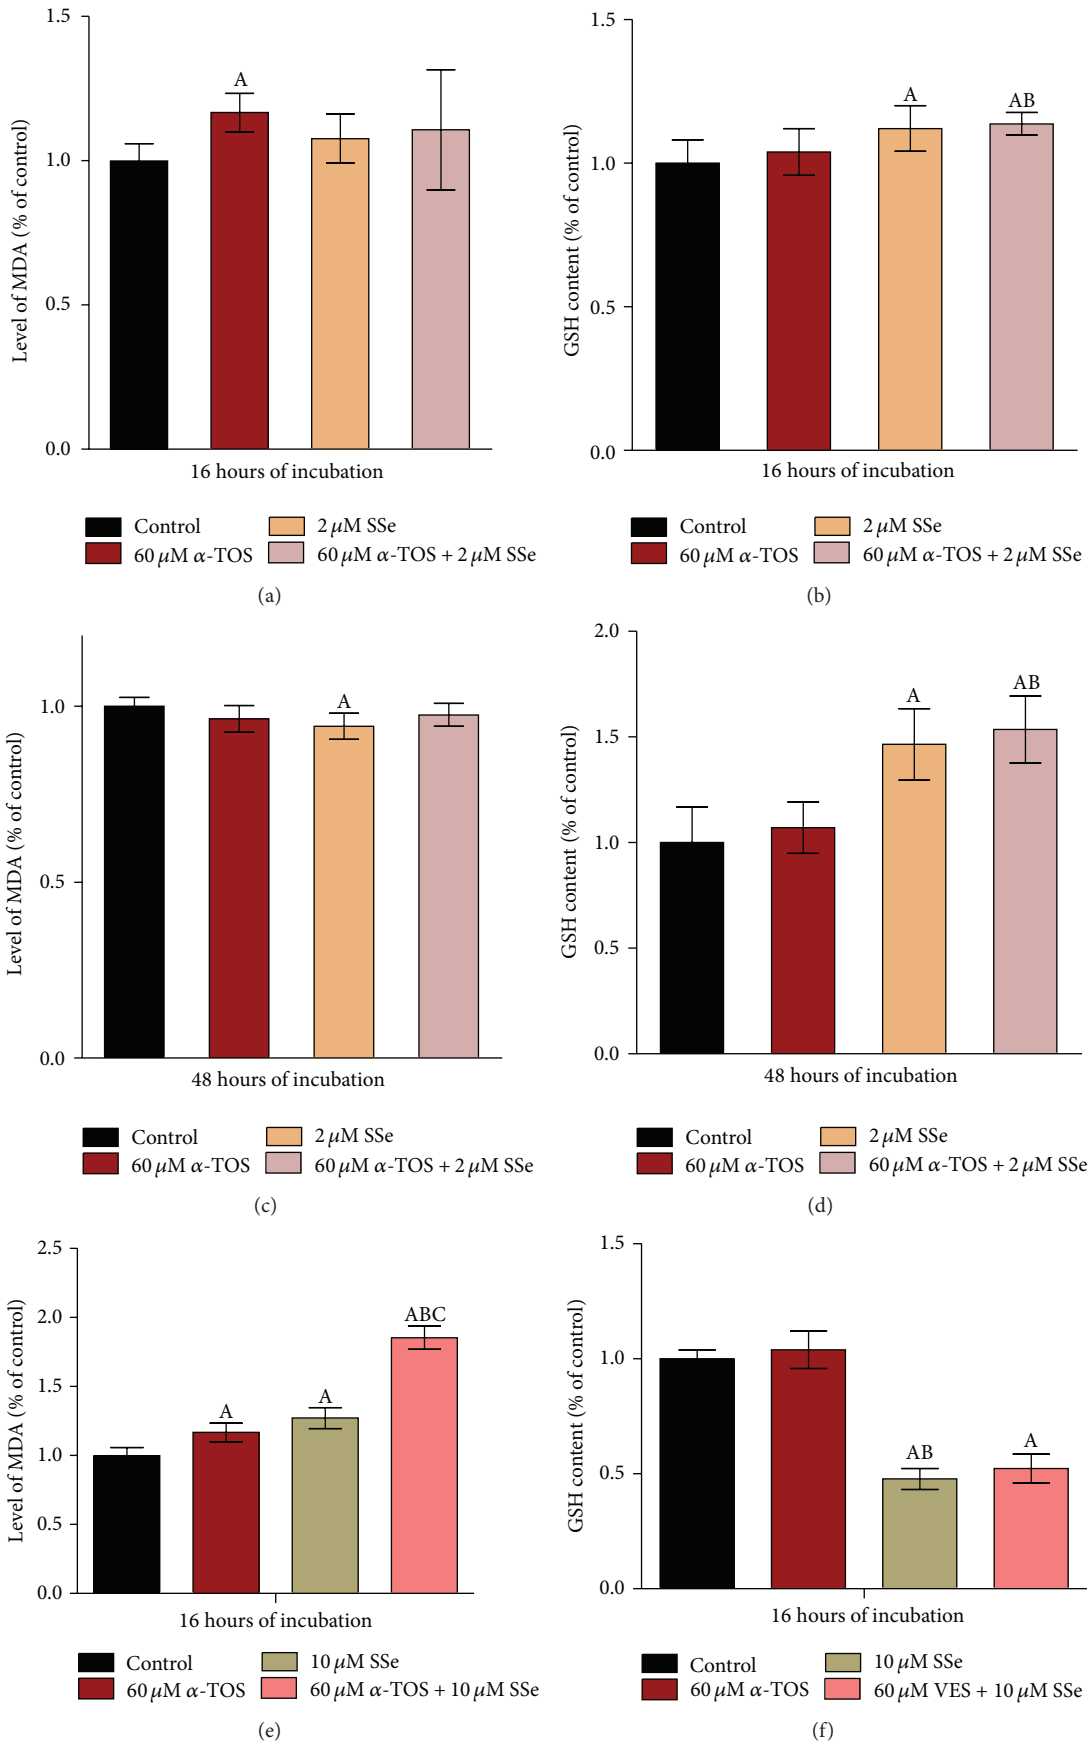 1.5
A
1.0
0.5
0.0
Level of MDA (% of control)
16 hours of incubation
Control
2 μM SSe
60 μM α-TOS
60 μM α-TOS + 2 μM SSe
(a)
1.5
A
AB
1.0
0.5
0.0
GSH content (% of control)
16 hours of incubation
Control
2 μM SSe
60 μM α-TOS
60 μM α-TOS + 2 μM SSe
(b)
1.0
A
0.5
0.0
Level of MDA (% of control)
48 hours of incubation
Control
2 μM SSe
60 μM α-TOS
60 μM α-TOS + 2 μM SSe
(c)
2.0
A
AB
1.5
1.0
0.5
0.0
GSH content (% of control)
48 hours of incubation
Control
2 μM SSe
60 μM α-TOS
60 μM α-TOS + 2 μM SSe
(d)
2.5
2.0
ABC
1.5
A
A
1.0
0.5
0.0
Level of MDA (% of control)
16 hours of incubation
Control
10 μM SSe
60 μM α-TOS
60 μM α-TOS + 10 μM SSe
(e)
1.5
1.0
AB
A
0.5
0.0
GSH content (% of control)
16 hours of incubation
Control
10 μM SSe
60 μM α-TOS
60 μM VES + 10 μM SSe
(f)